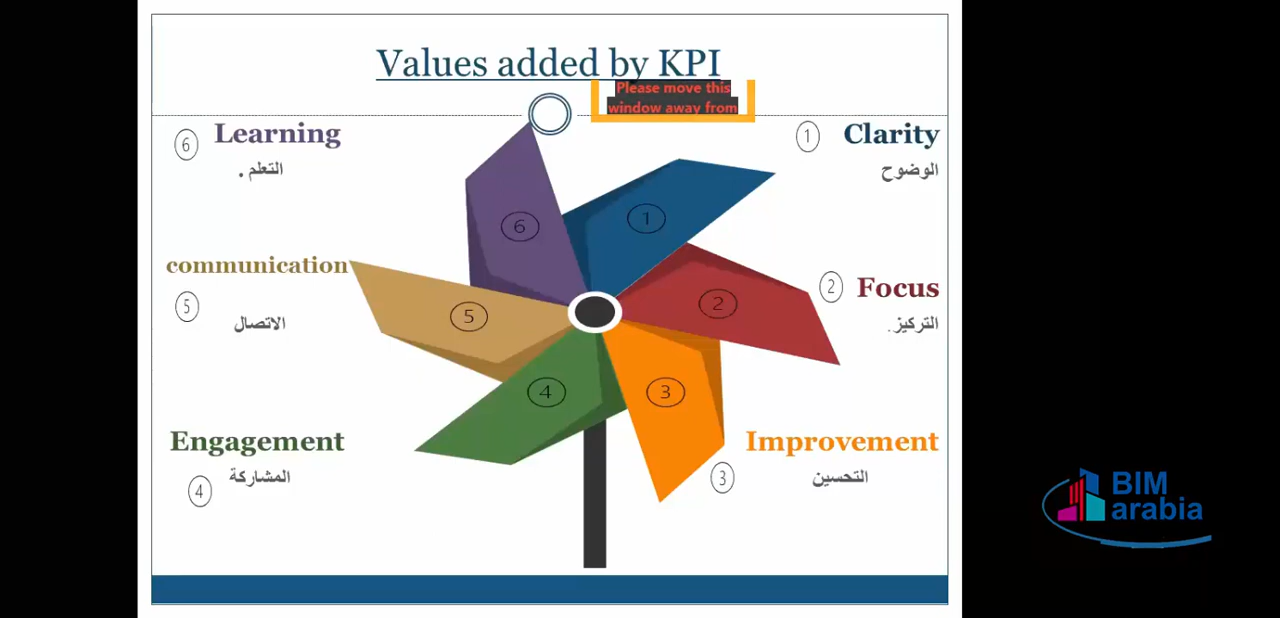 Values added by KPI
Please move this
window away from
6 Learning
التعلم .
1 Clarity
الوضوح
6
1
communication
5
الاتصال
2 Focus
التركيز.
5
2
4
3
Engagement
المشاركة
4
Improvement
التحسين
3
BIM
arabia